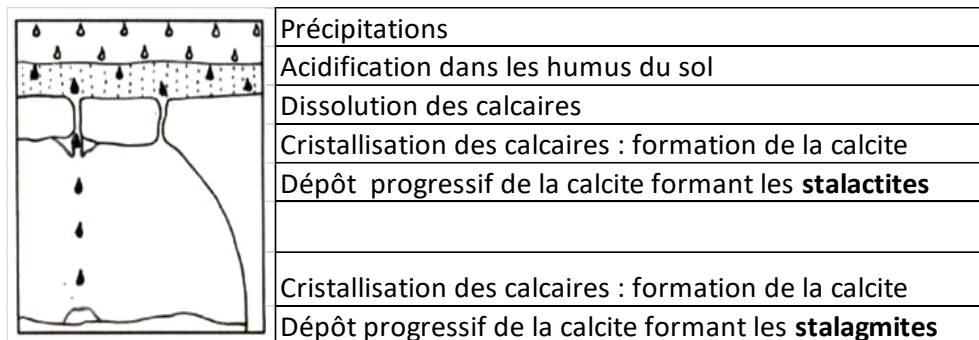 Précipitations
Acidification dans les humus du sol
Dissolution des calcaires
Cristallisation des calcaires : formation de la calcite
Dépôt progressif de la calcite formant les stalactites
Cristallisation des calcaires : formation de la calcite
Dépôt progressif de la calcite formant les stalagmites